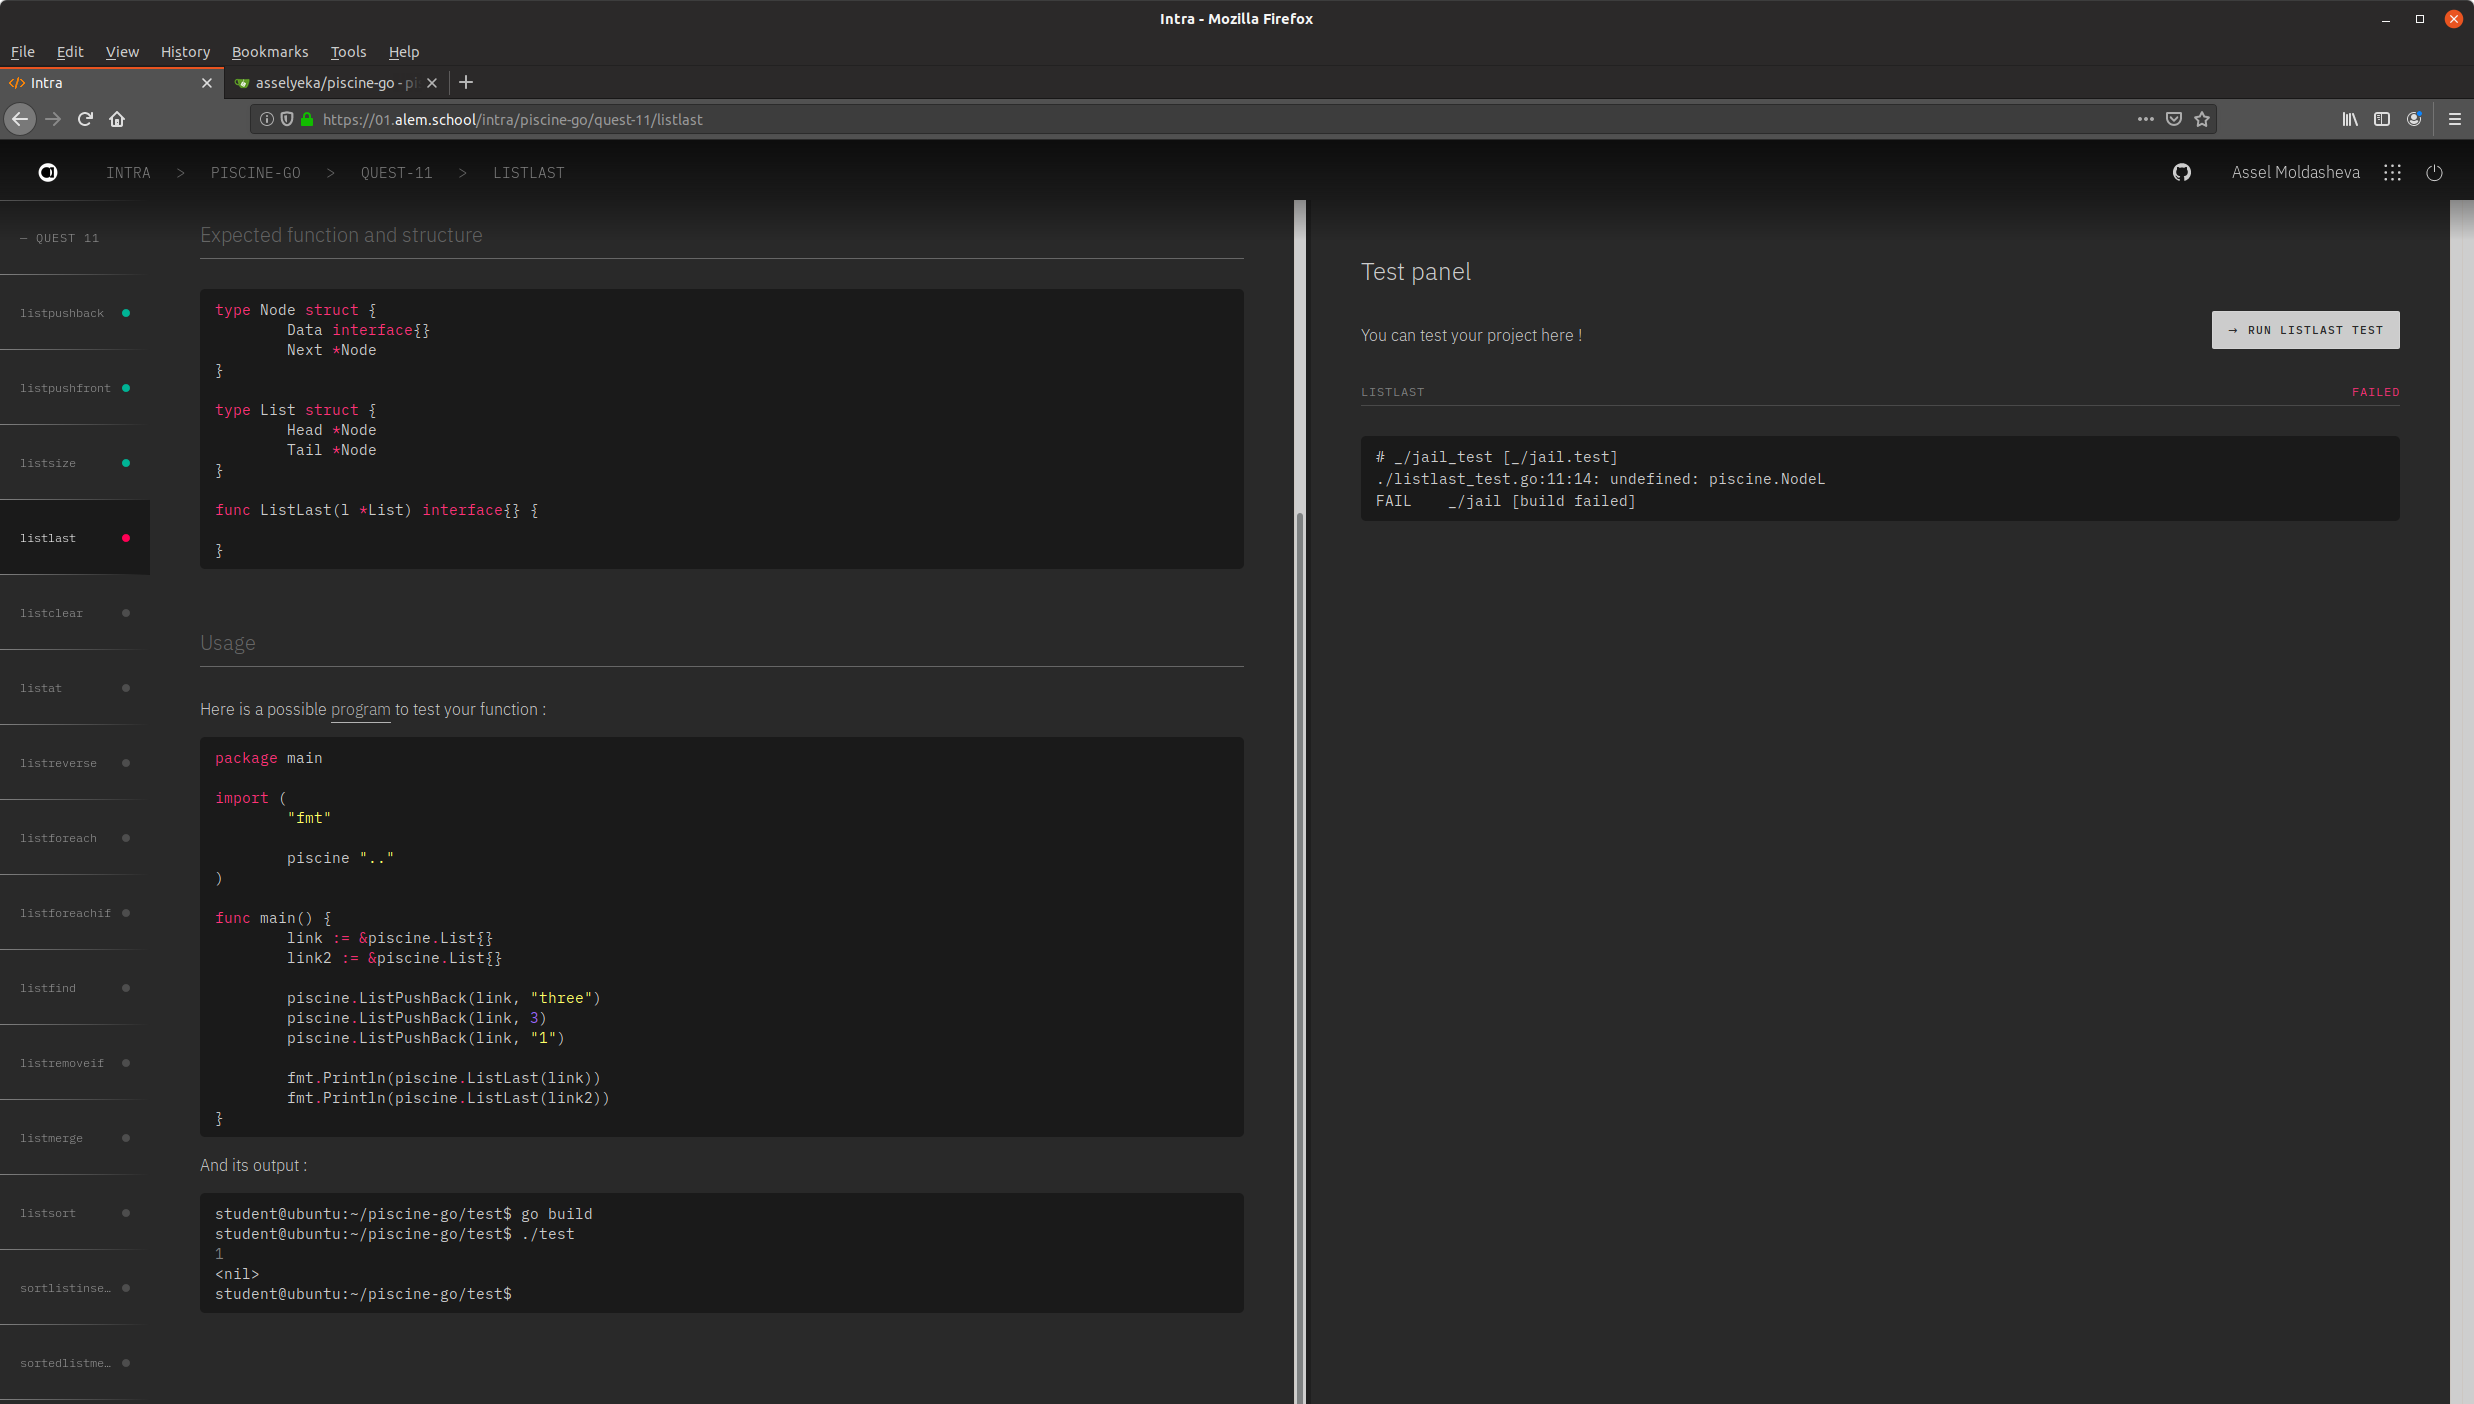 Intra - Mozilla Firefox
File Edit View History Bookmarks Tools Help
Intra
asselyeka/piscine-go - pi
https://01.alem.school/intra/piscine-go/quest-11/listlast
INTRA > PISCINE-GO > QUEST-11 > LISTLAST
Assel Moldasheva
— QUEST 11
listpushback
listpushfront
listsize
listlast
listclear
listat
listreverse
listforeach
listforeachif
listfind
listremoveif
listmerge
listsort
sortlistinse…
sortedlistme…
Expected function and structure
type Node struct {
        Data interface{}
        Next *Node
}
type List struct {
        Head *Node
        Tail *Node
}
func ListLast(l *List) interface{} {
}
Usage
Here is a possible program to test your function :
package main
import (
        "fmt"
        piscine ".."
)
func main() {
        link := &piscine.List{}
        link2 := &piscine.List{}
        piscine.ListPushBack(link, "three")
        piscine.ListPushBack(link, 3)
        piscine.ListPushBack(link, "1")
        fmt.Println(piscine.ListLast(link))
        fmt.Println(piscine.ListLast(link2))
}
And its output :
student@ubuntu:~/piscine-go/test$ go build
student@ubuntu:~/piscine-go/test$ ./test
1
<nil>
student@ubuntu:~/piscine-go/test$
Test panel
You can test your project here !
→ RUN LISTLAST TEST
LISTLAST FAILED
# _/jail_test [_/jail.test]
./listlast_test.go:11:14: undefined: piscine.NodeL
FAIL    _/jail [build failed]